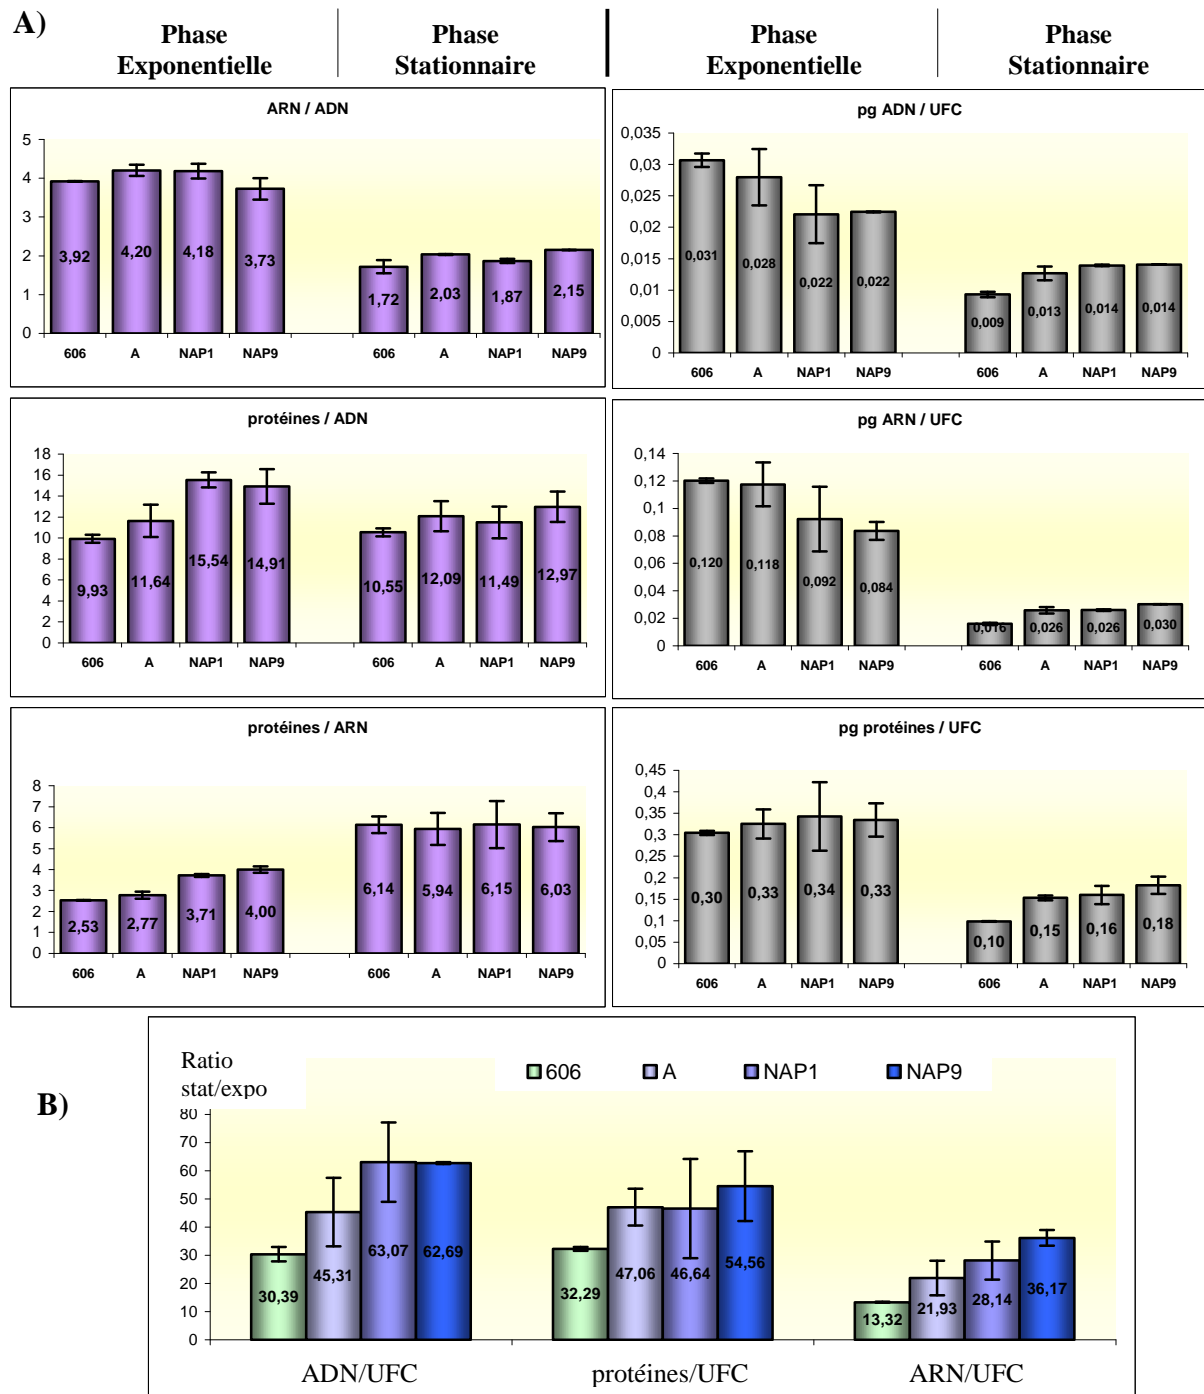 A)
Phase Exponentielle
Phase Stationnaire
Phase Exponentielle
Phase Stationnaire
ARN / ADN
5
4
3
2
1
0
3,92 4,20 4,18 3,73 1,72 2,03 1,87 2,15
606 A NAP1 NAP9 606 A NAP1 NAP9
pg ADN / UFC
0,035
0,03
0,025
0,02
0,015
0,01
0,005
0
0,031 0,028 0,022 0,022 0,009 0,013 0,014 0,014
606 A NAP1 NAP9 606 A NAP1 NAP9
protéines / ADN
18
16
14
12
10
8
6
4
2
0
9,93 11,64 15,54 14,91 10,55 12,09 11,49 12,97
606 A NAP1 NAP9 606 A NAP1 NAP9
pg ARN / UFC
0,14
0,12
0,1
0,08
0,06
0,04
0,02
0
0,120 0,118 0,092 0,084 0,016 0,026 0,026 0,030
606 A NAP1 NAP9 606 A NAP1 NAP9
protéines / ARN
8
7
6
5
4
3
2
1
0
2,53 2,77 3,71 4,00 6,14 5,94 6,15 6,03
606 A NAP1 NAP9 606 A NAP1 NAP9
pg protéines / UFC
0,45
0,4
0,35
0,3
0,25
0,2
0,15
0,1
0,05
0
0,30 0,33 0,34 0,33 0,10 0,15 0,16 0,18
606 A NAP1 NAP9 606 A NAP1 NAP9
B)
Ratio
stat/expo
606 A NAP1 NAP9
80
70
60
50
40
30
20
10
0
30,39 45,31 63,07 62,69 32,29 47,06 46,64 54,56 13,32 21,93 28,14 36,17
ADN/UFC protéines/UFC ARN/UFC